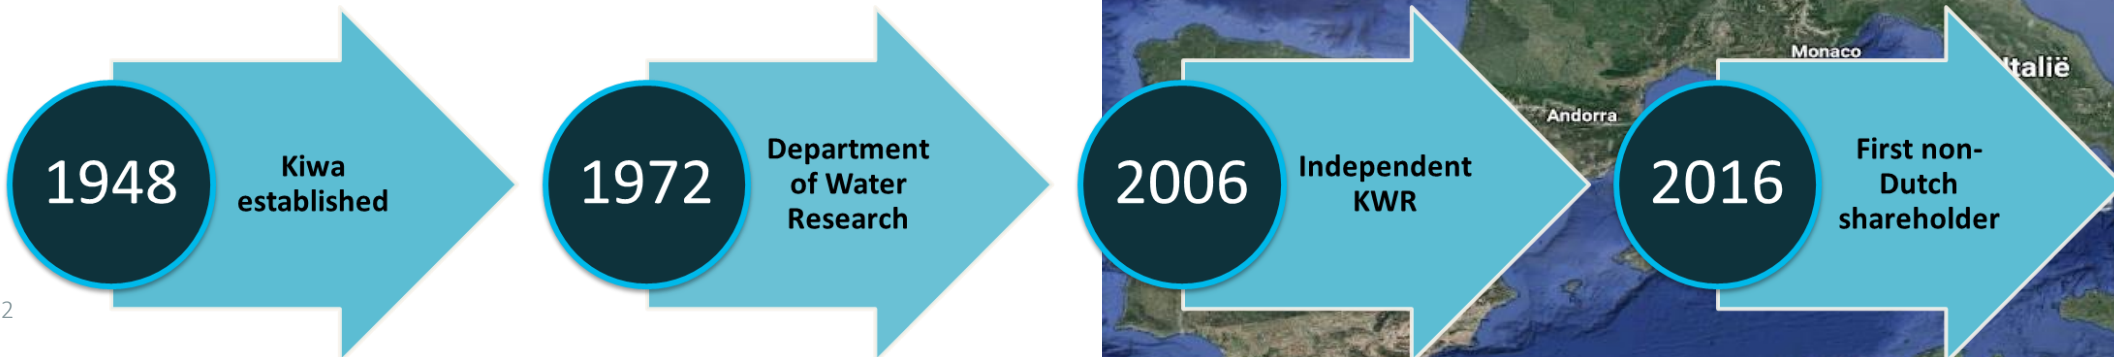 1948
Kiwa
established
1972
Department
of Water
Research
2006
Independent
KWR
2016
First non-
Dutch
shareholder
Monaco
Italië
Andorra
2